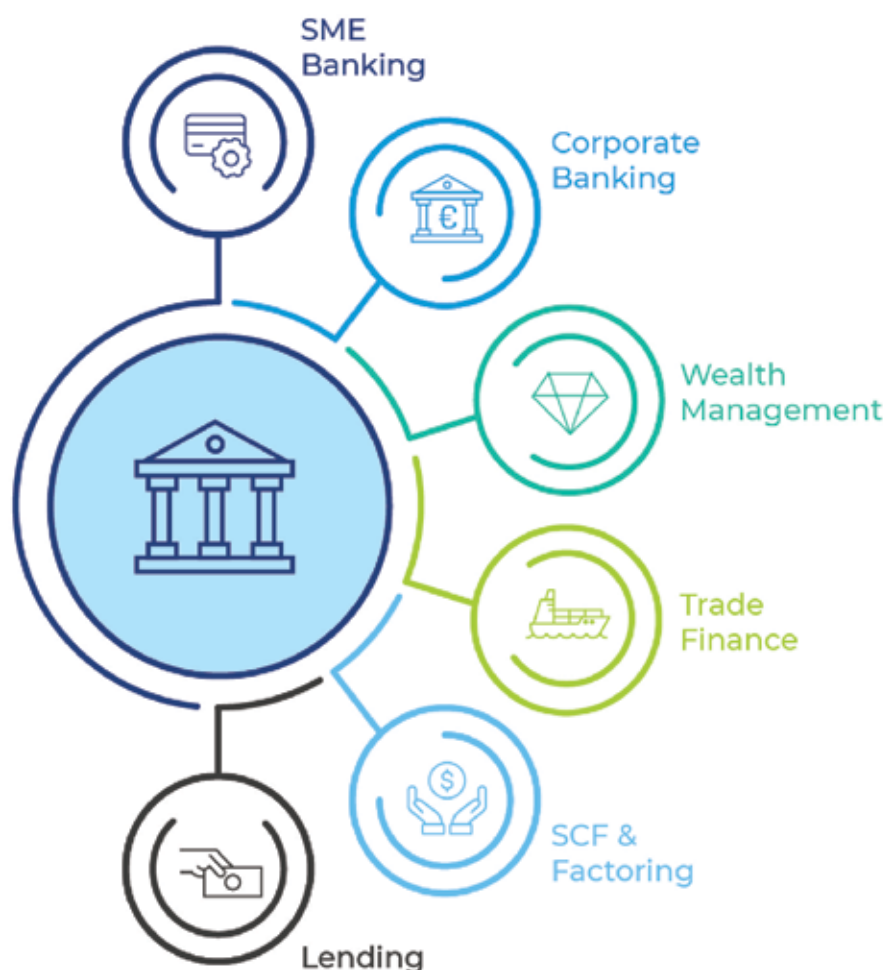 SME
Banking
Corporate
Banking
€
Wealth
Management
Trade
Finance
$
SCF &
Factoring
Lending